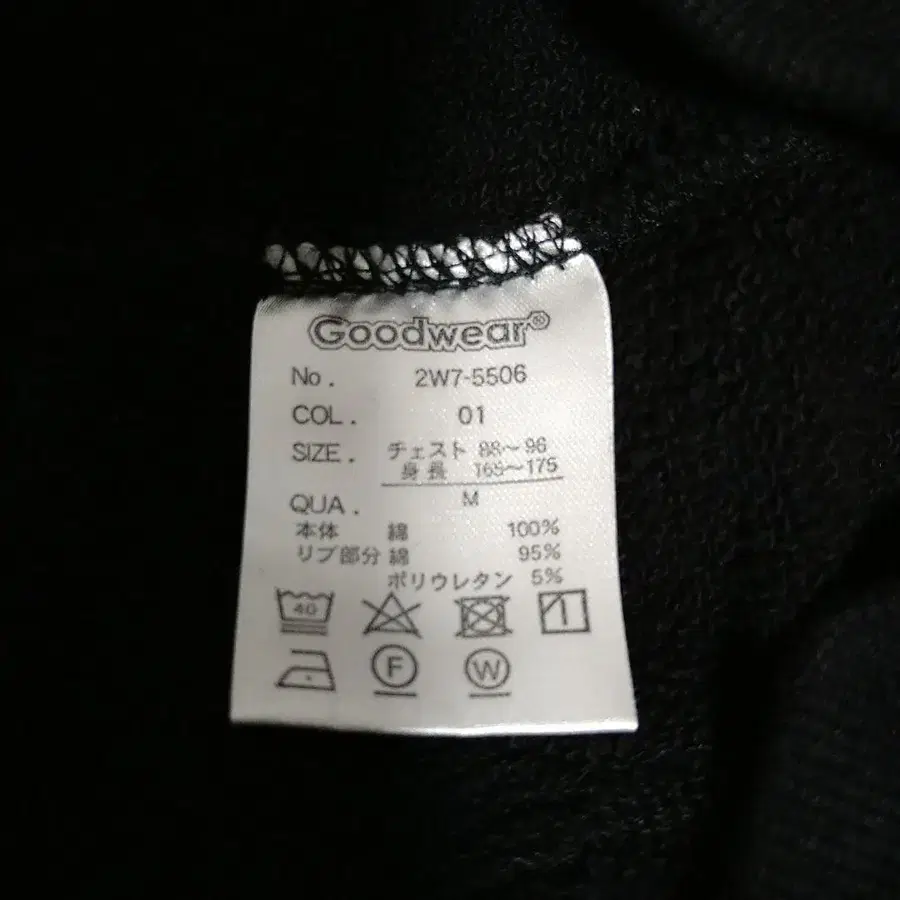 Goodwear®
No. 2W7-5506
COL. 01
SIZE. チェスト 88～96
身長 165～175
M
QUA.
本体 綿 100%
リブ部分 綿 95%
ポリウレタン 5%
40
F W